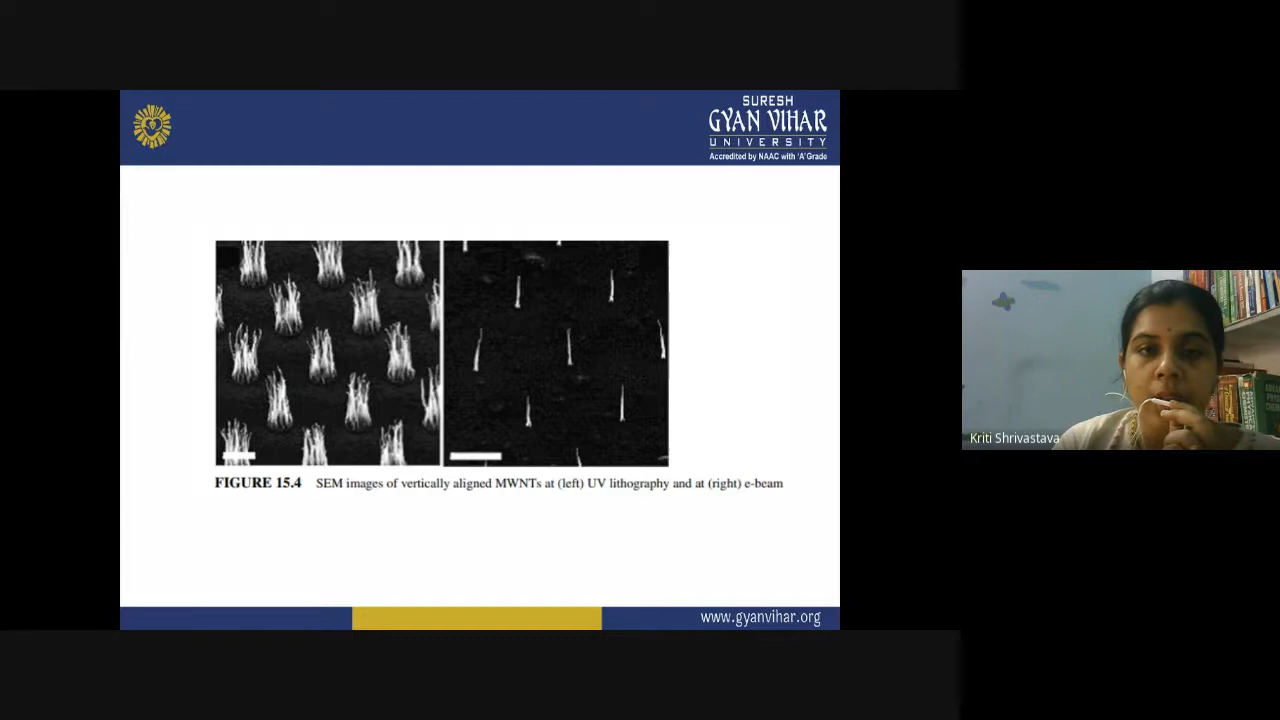 SURESH
GYAN VIHAR
UNIVERSITY
Accredited by NAAC with 'A' Grade
FIGURE 15.4 SEM images of vertically aligned MWNTs at (left) UV lithography and at (right) e-beam
Kriti Shrivastava
www.gyanvihar.org